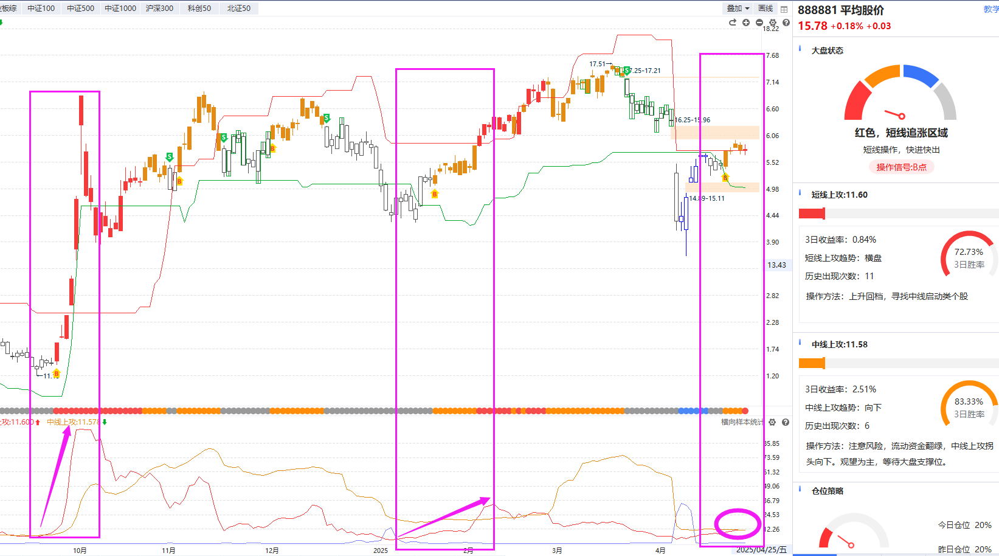 板综 中证100 中证500 中证1000 沪深300 科创50 北证50 叠加 画线
888881 平均股价 教学
15.78 +0.18% +0.03
18.22
7.68
7.14
6.60
6.06
5.52
4.98
4.44
3.90
13.43
2.82
2.28
1.74
1.20
17.51
7.25-17.21
16.25-15.96
14.89-15.11
11.
S
S
S
S
B
B
B
B
B
B
上攻:11.600 中线上攻:11.578 横向样本统计
85.85
73.59
61.32
49.06
36.79
24.53
12.26
10月 11月 12月 2025 2月 3月 4月 2025/04/25/五
大盘状态
红色，短线追涨区域
短线操作，快进快出
操作信号:B点
短线上攻:11.60
3日收益率：0.84%
短线上攻趋势：横盘
历史出现次数：11
72.73%
3日胜率
操作方法：上升回档，寻找中线启动类个股
中线上攻:11.58
3日收益率：2.51%
中线上攻趋势：向下
历史出现次数：6
83.33%
3日胜率
操作方法：注意风险，流动资金翻绿，中线上攻拐
头向下。观望为主，等待大盘支撑位。
仓位策略
今日仓位 20%
昨日仓位 20%